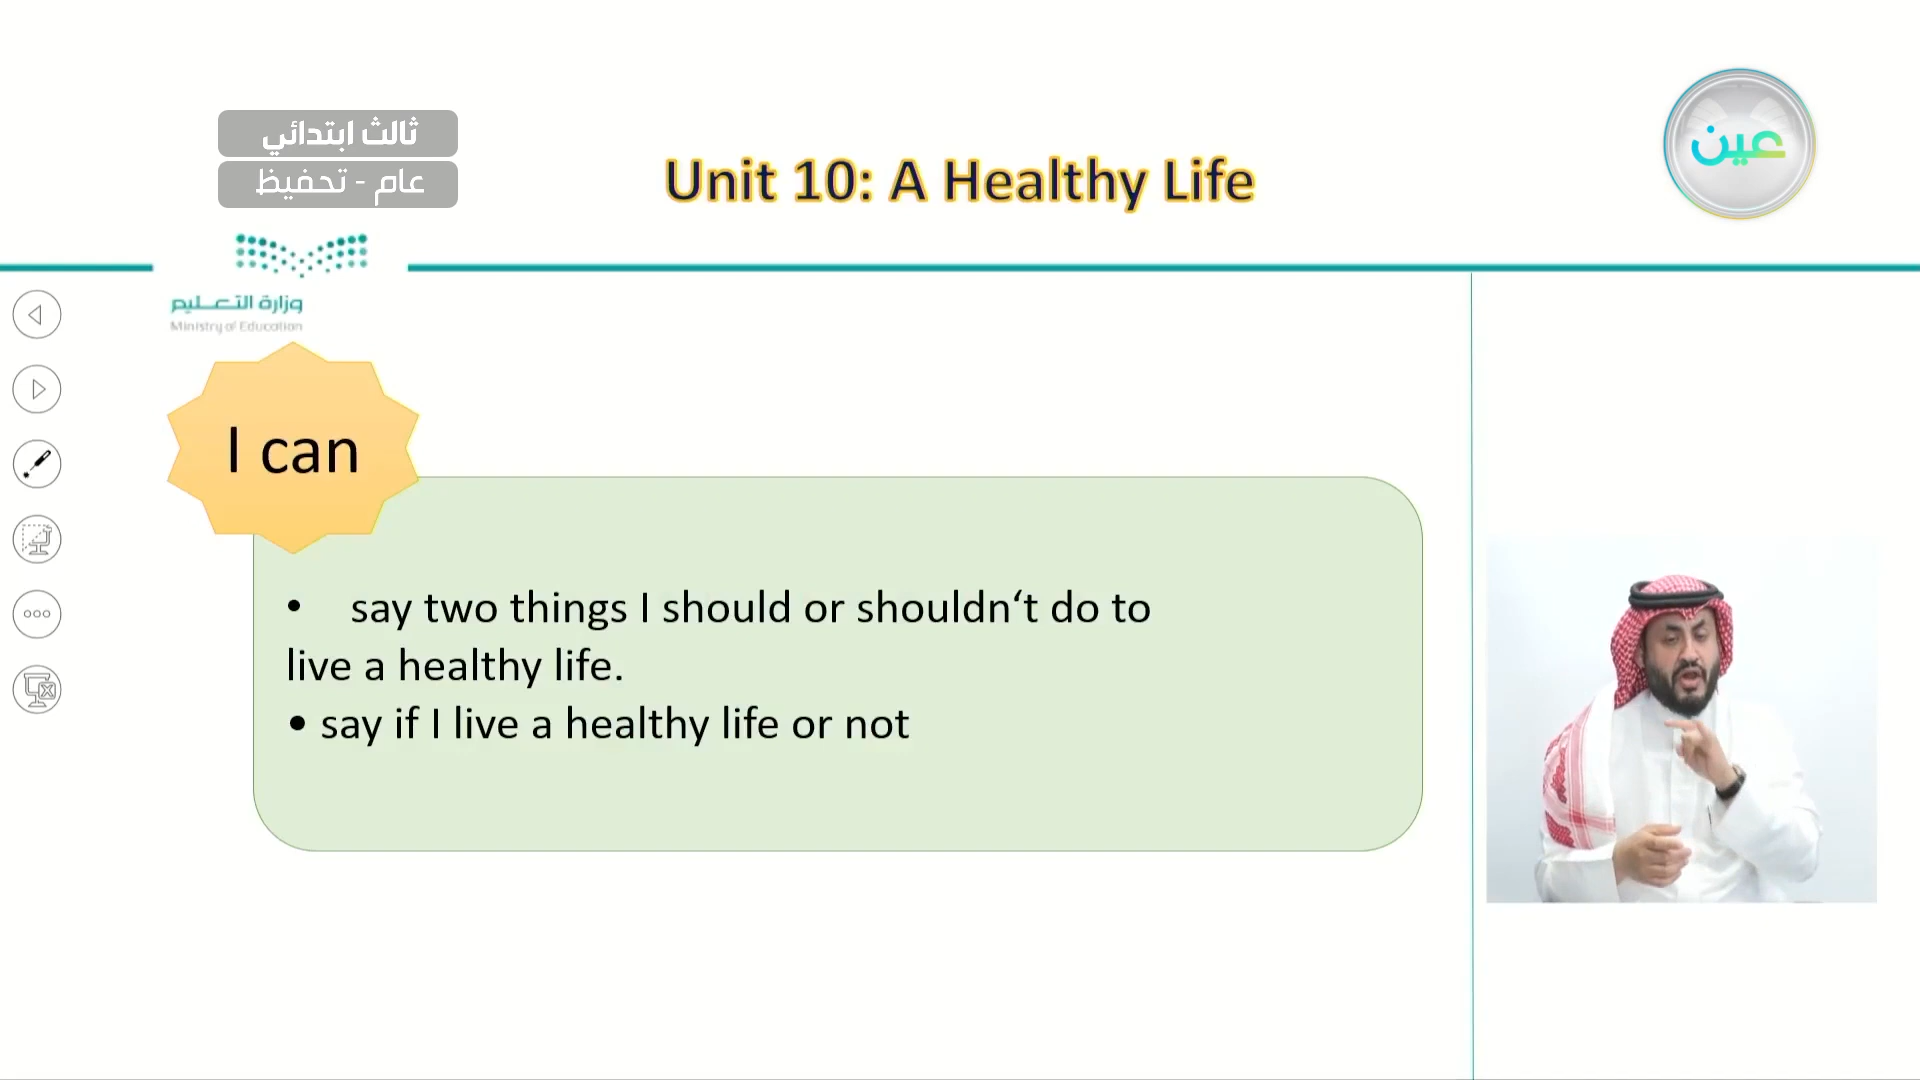 ثالث ابتدائي
عام - تحفيظ
Unit 10: A Healthy Life
عين
وزارة التعليم
Ministry of Education
I can
• say two things I should or shouldn‘t do to
live a healthy life.
• say if I live a healthy life or not